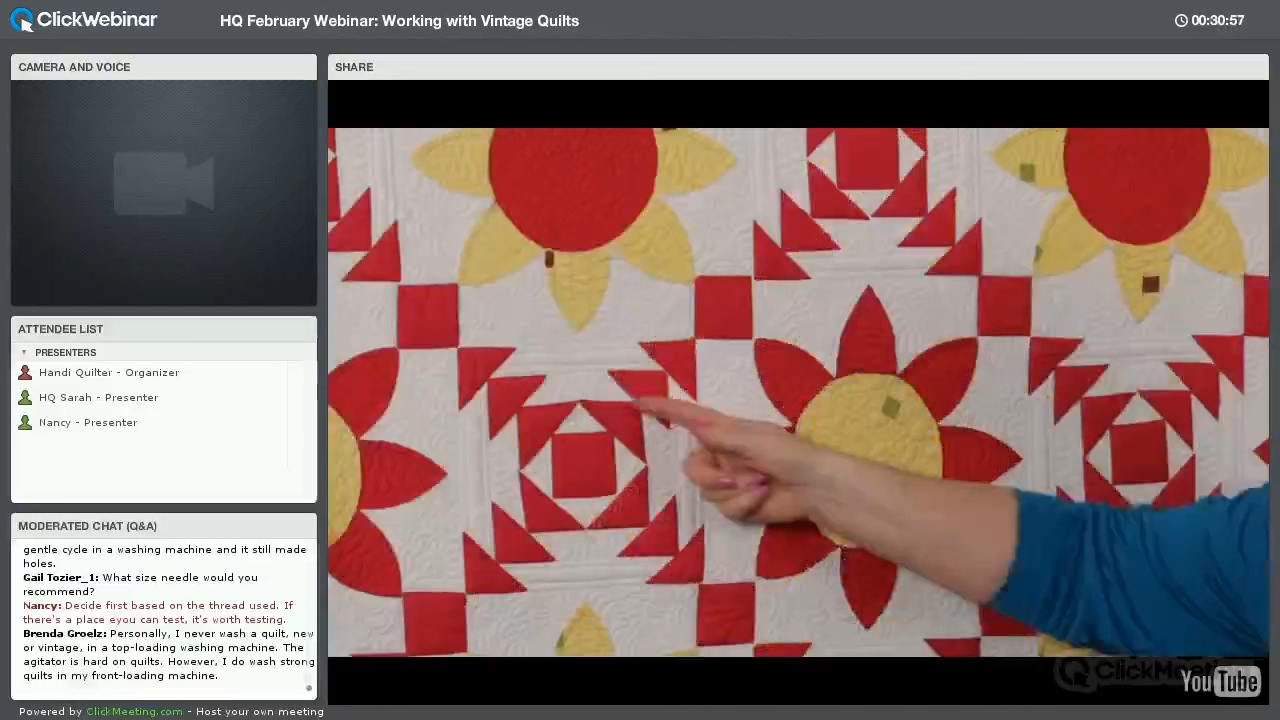 ClickWebinar
HQ February Webinar: Working with Vintage Quilts
00:30:57
CAMERA AND VOICE
SHARE
ATTENDEE LIST
PRESENTERS
Handi Quilter - Organizer
HQ Sarah - Presenter
Nancy - Presenter
MODERATED CHAT (Q&A)
gentle cycle in a washing machine and it still made
holes.
Gail Tozier_1: What size needle would you
recommend?
Nancy: Decide first based on the thread used. If
there's a place eyou can test, it's worth testing.
Brenda Groelz: Personally, I never wash a quilt, new
or vintage, in a top-loading washing machine. The
agitator is hard on quilts. However, I do wash strong
quilts in my front-loading machine.
ClickMeeting
YouTube
Powered by ClickMeeting.com - Host your own meeting